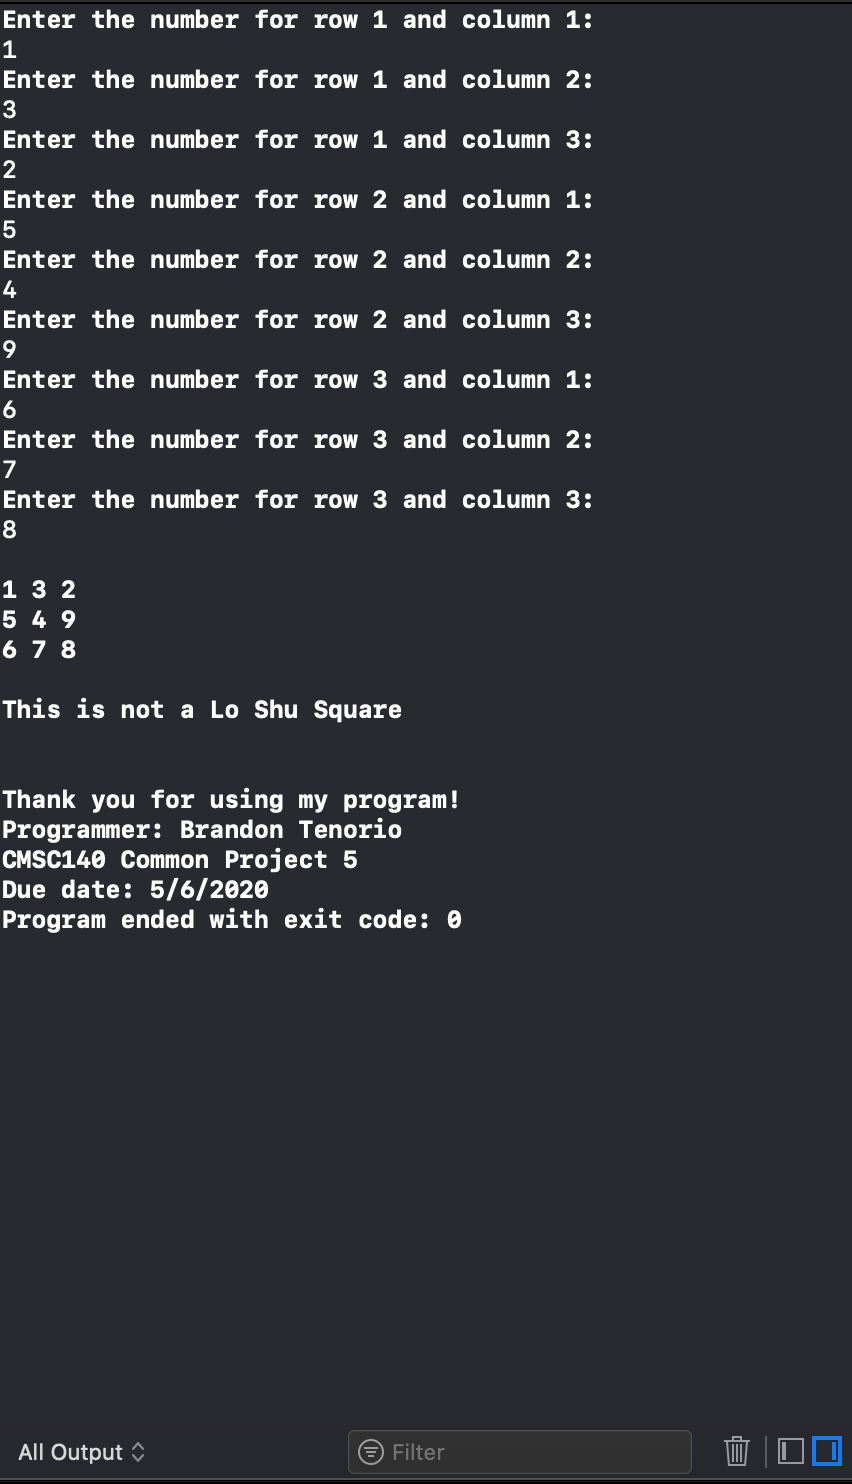 Enter the number for row 1 and column 1:
1
Enter the number for row 1 and column 2:
3
Enter the number for row 1 and column 3:
2
Enter the number for row 2 and column 1:
5
Enter the number for row 2 and column 2:
4
Enter the number for row 2 and column 3:
9
Enter the number for row 3 and column 1:
6
Enter the number for row 3 and column 2:
7
Enter the number for row 3 and column 3:
8
1 3 2
5 4 9
6 7 8
This is not a Lo Shu Square
Thank you for using my program!
Programmer: Brandon Tenorio
CMSC140 Common Project 5
Due date: 5/6/2020
Program ended with exit code: 0
All Output
Filter